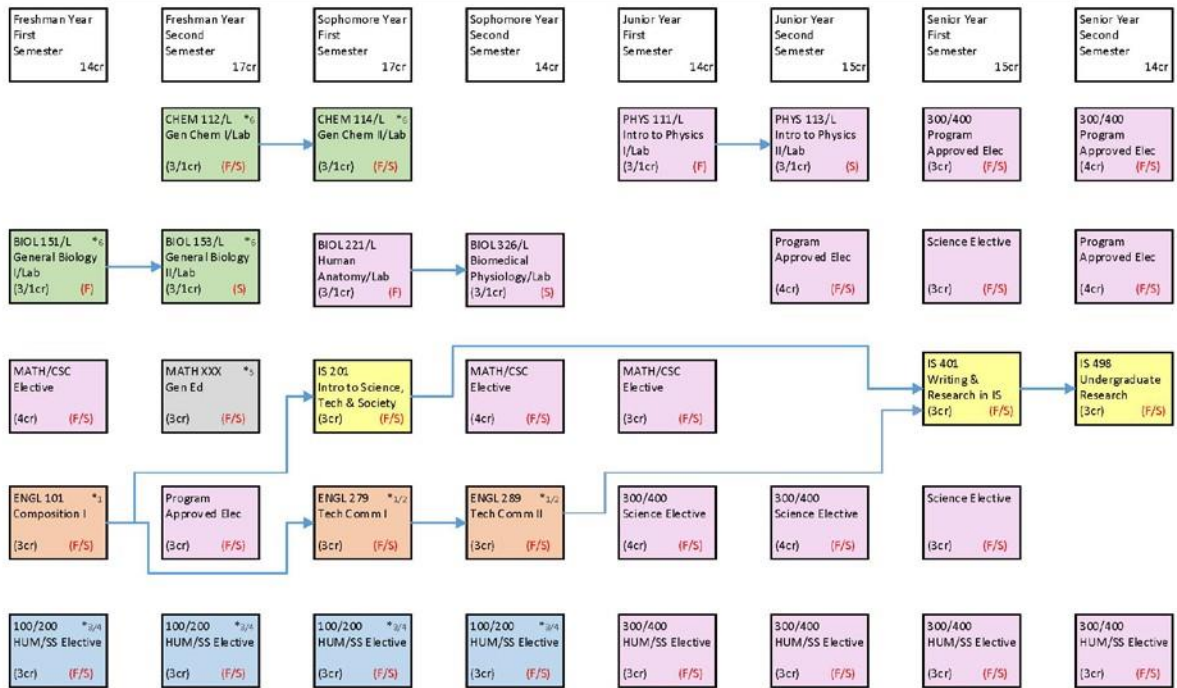 Freshman Year
First
Semester
14cr
Freshman Year
Second
Semester
17cr
Sophomore Year
First
Semester
17cr
Sophomore Year
Second
Semester
14cr
Junior Year
First
Semester
14cr
Junior Year
Second
Semester
15cr
Senior Year
First
Semester
15cr
Senior Year
Second
Semester
14cr
CHEM 112/L *6
Gen Chem I/Lab
(3/1cr) (F/S)
CHEM 114/L *6
Gen Chem II/Lab
(3/1cr) (F/S)
PHYS 111/L
Intro to Physics
I/Lab
(3/1cr) (F)
PHYS 113/L
Intro to Physics
II/Lab
(3/1cr) (S)
300/400
Program
Approved Elec
(3cr) (F/S)
300/400
Program
Approved Elec
(4cr) (F/S)
BIOL 151/L *6
General Biology
I/Lab
(3/1cr) (F)
BIOL 153/L *6
General Biology
II/Lab
(3/1cr) (S)
BIOL 221/L
Human
Anatomy/Lab
(3/1cr) (F)
BIOL 326/L
Biomedical
Physiology/Lab
(3/1cr) (S)
Program
Approved Elec
(4cr) (F/S)
Science Elective
(3cr) (F/S)
Program
Approved Elec
(4cr) (F/S)
MATH/CSC
Elective
(4cr) (F/S)
MATH XXX *5
Gen Ed
(3cr) (F/S)
IS 201
Intro to Science,
Tech & Society
(3cr) (F/S)
MATH/CSC
Elective
(4cr) (F/S)
MATH/CSC
Elective
(3cr) (F/S)
IS 401
Writing &
Research in IS
(3cr) (F/S)
IS 498
Undergraduate
Research
(3cr) (F/S)
ENGL 101 *1
Composition I
(3cr) (F/S)
Program
Approved Elec
(3cr) (F/S)
ENGL 279 *1/2
Tech Comm I
(3cr) (F/S)
ENGL 289 *1/2
Tech Comm II
(3cr) (F/S)
300/400
Science Elective
(4cr) (F/S)
300/400
Science Elective
(4cr) (F/S)
Science Elective
(3cr) (F/S)
100/200 *3/4
HUM/SS Elective
(3cr) (F/S)
100/200 *3/4
HUM/SS Elective
(3cr) (F/S)
100/200 *3/4
HUM/SS Elective
(3cr) (F/S)
100/200 *3/4
HUM/SS Elective
(3cr) (F/S)
300/400
HUM/SS Elective
(3cr) (F/S)
300/400
HUM/SS Elective
(3cr) (F/S)
300/400
HUM/SS Elective
(3cr) (F/S)
300/400
HUM/SS Elective
(3cr) (F/S)